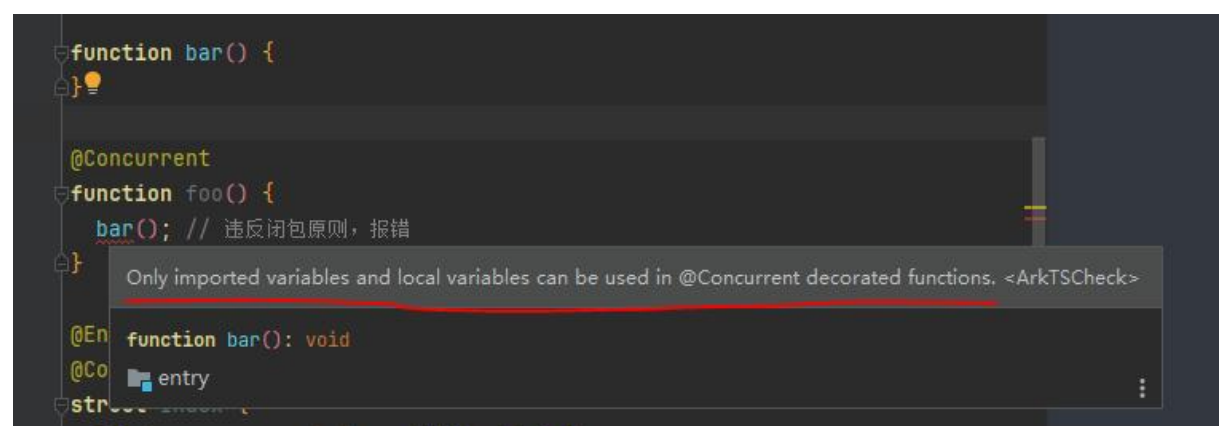 function bar() {
}
@Concurrent
function foo() {
bar(); // 违反闭包原则，报错
}
Only imported variables and local variables can be used in @Concurrent decorated functions. <ArkTSCheck>
@En
function bar(): void
@Co
entry